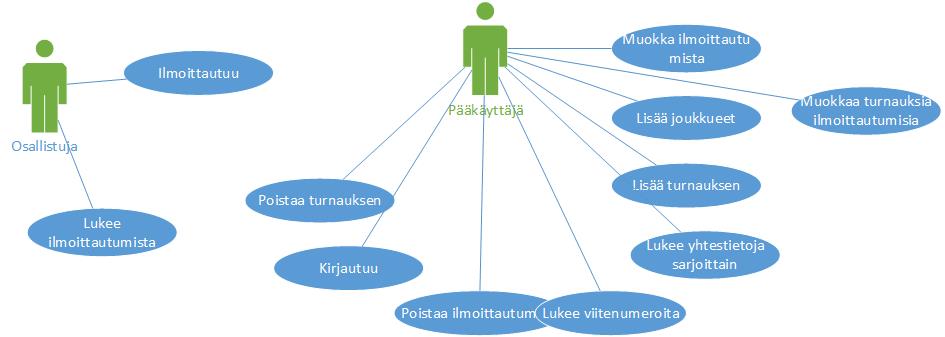 Ilmoittautuu
Osallistuja
Lukee
ilmoittautumista
Pääkäyttäjä
Muokka ilmoittautu
mista
Muokkaa turnauksia
ilmoittautumisia
Lisää joukkueet
Lisää turnauksen
Lukee yhtestietoja
sarjoittain
Poistaa turnauksen
Kirjautuu
Poistaa ilmoittautum
Lukee viitenumeroita